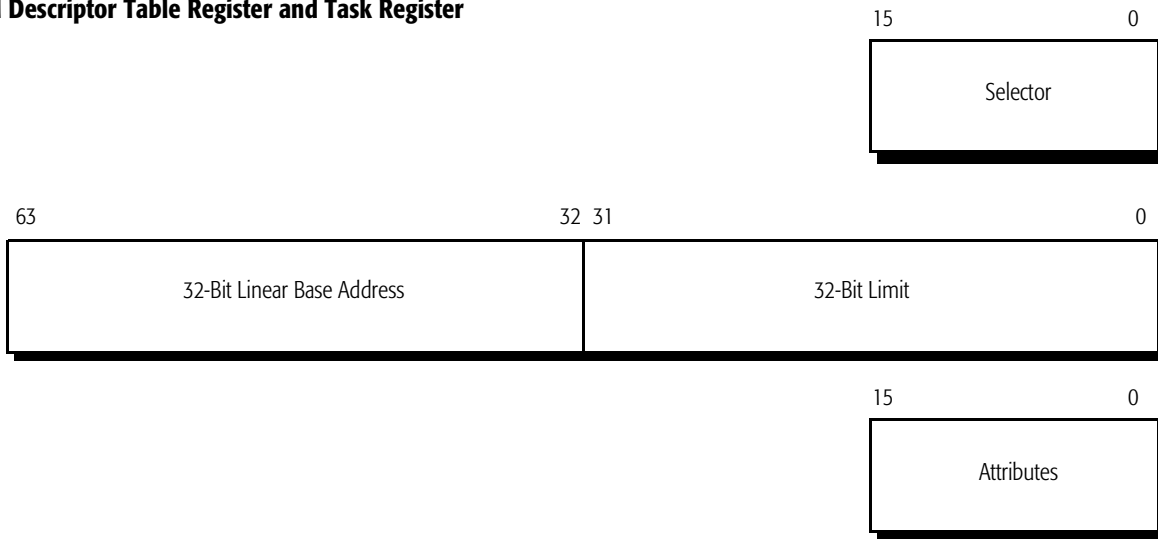 Descriptor Table Register and Task Register
15 0
Selector
63 32 31 0
32-Bit Linear Base Address 32-Bit Limit
15 0
Attributes